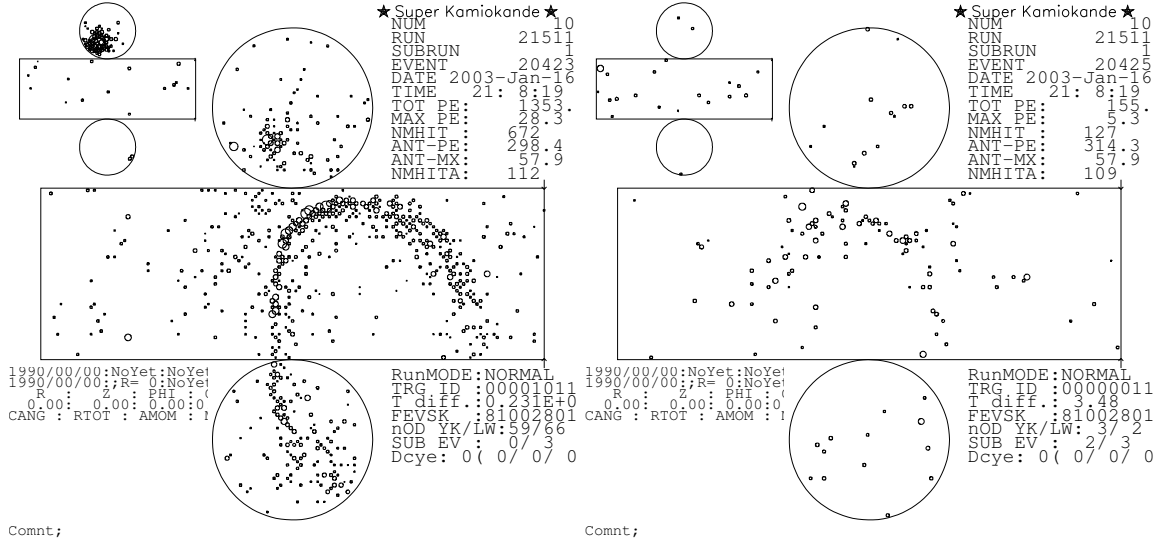 ★ Super Kamiokande ★
NUM 10
RUN 21511
SUBRUN 1
EVENT 20423
DATE 2003-Jan-16
TIME 21: 8:19
TOT PE: 1353.
MAX PE: 28.3
NMHIT : 672
ANT-PE: 298.4
ANT-MX: 57.9
NMHITA: 112
1990/00/00:NoYet:NoYet
1990/00/00:;R= 0:NoYet
R : Z : PHI :
0.00: 0.00: 0.00:0
CANG : RTOT : AMOM :
RunMODE:NORMAL
TRG ID :00001011
T diff.:0.231E+0
FEVSK :81002801
nOD YK/LW:59/66
SUB EV : 0/ 3
Dcye: 0( 0/ 0/ 0
Comnt;
★ Super Kamiokande ★
NUM 10
RUN 21511
SUBRUN 1
EVENT 20425
DATE 2003-Jan-16
TIME 21: 8:19
TOT PE: 155.
MAX PE: 5.3
NMHIT : 127
ANT-PE: 314.3
ANT-MX: 57.9
NMHITA: 109
1990/00/00:NoYet:NoYet
1990/00/00:;R= 0:NoYet
R : Z : PHI :
0.00: 0.00: 0.00:0
CANG : RTOT : AMOM :
RunMODE:NORMAL
TRG ID :00000011
T diff.: 3.48
FEVSK :81002801
nOD YK/LW: 3/ 2
SUB EV : 2/ 3
Dcye: 0( 0/ 0/ 0
Comnt;